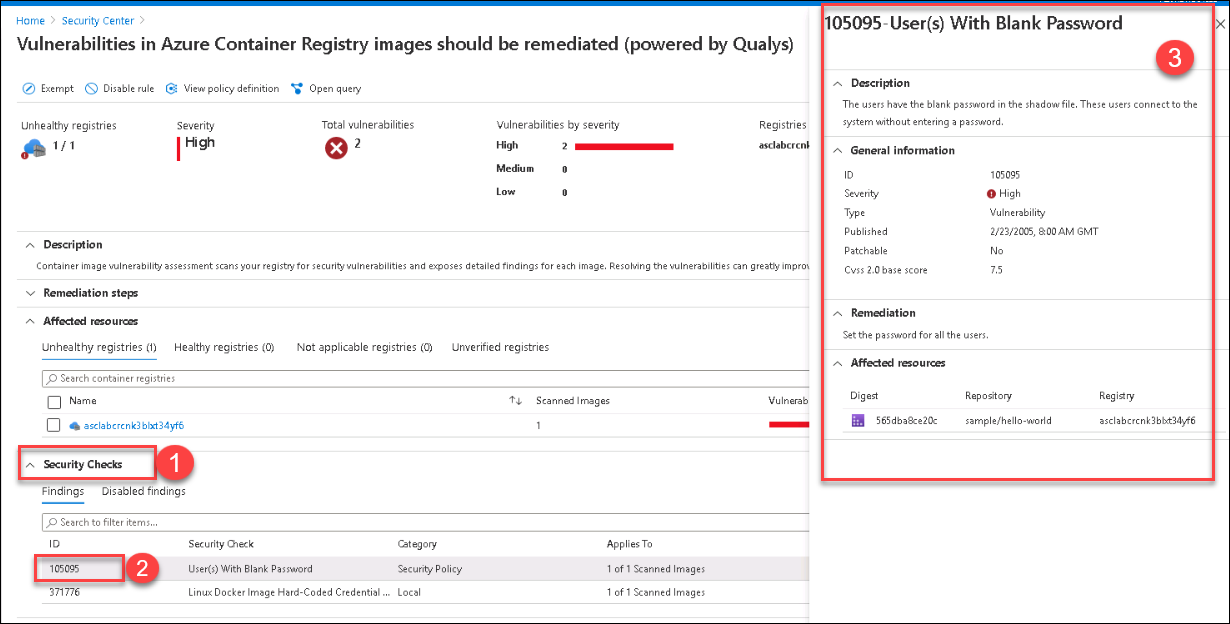 Home > Security Center >
Vulnerabilities in Azure Container Registry images should be remediated (powered by Qualys)
Exempt Disable rule View policy definition Open query
Unhealthy registries
1 / 1
Severity
High
Total vulnerabilities
2
Vulnerabilities by severity
High 2
Medium 0
Low 0
Registries
asclabcrcnk
Description
Container image vulnerability assessment scans your registry for security vulnerabilities and exposes detailed findings for each image. Resolving the vulnerabilities can greatly improv
Remediation steps
Affected resources
Unhealthy registries (1) Healthy registries (0) Not applicable registries (0) Unverified registries
Search container registries
Name ↑↓ Scanned Images Vulnerab
asclabcrcnk3blxt34yf6 1
Security Checks
1
Findings Disabled findings
Search to filter items...
ID Security Check Category Applies To
105095 User(s) With Blank Password Security Policy 1 of 1 Scanned Images
2
371776 Linux Docker Image Hard-Coded Credential ... Local 1 of 1 Scanned Images
105095-User(s) With Blank Password
3
Description
The users have the blank password in the shadow file. These users connect to the
system without entering a password.
General information
ID 105095
Severity High
Type Vulnerability
Published 2/23/2005, 8:00 AM GMT
Patchable No
Cvss 2.0 base score 7.5
Remediation
Set the password for all the users.
Affected resources
Digest Repository Registry
565dba8ce20c sample/hello-world asclabcrcnk3blxt34yf6